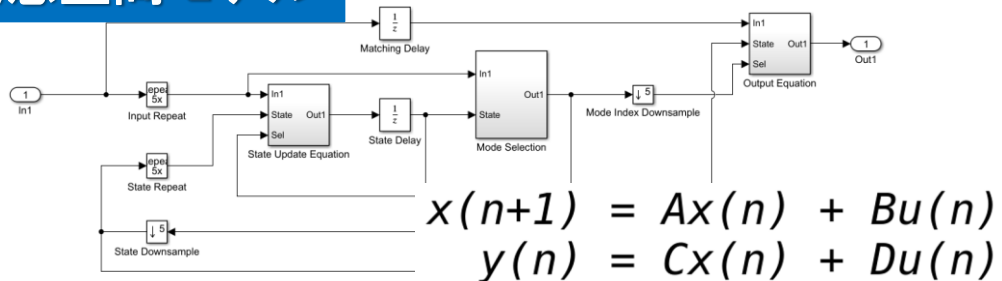 1
z
In1
Matching Delay
State
Out1
Sel
1
Out1
Output Equation
In1
1
In1
5x
Input Repeat
In1
State
Out1
Sel
State Update Equation
1
z
State Delay
State
Out1
Mode Selection
5
Mode Index Downsample
5x
State Repeat
5
State Downsample
x(n+1) = Ax(n) + Bu(n)
y(n) = Cx(n) + Du(n)